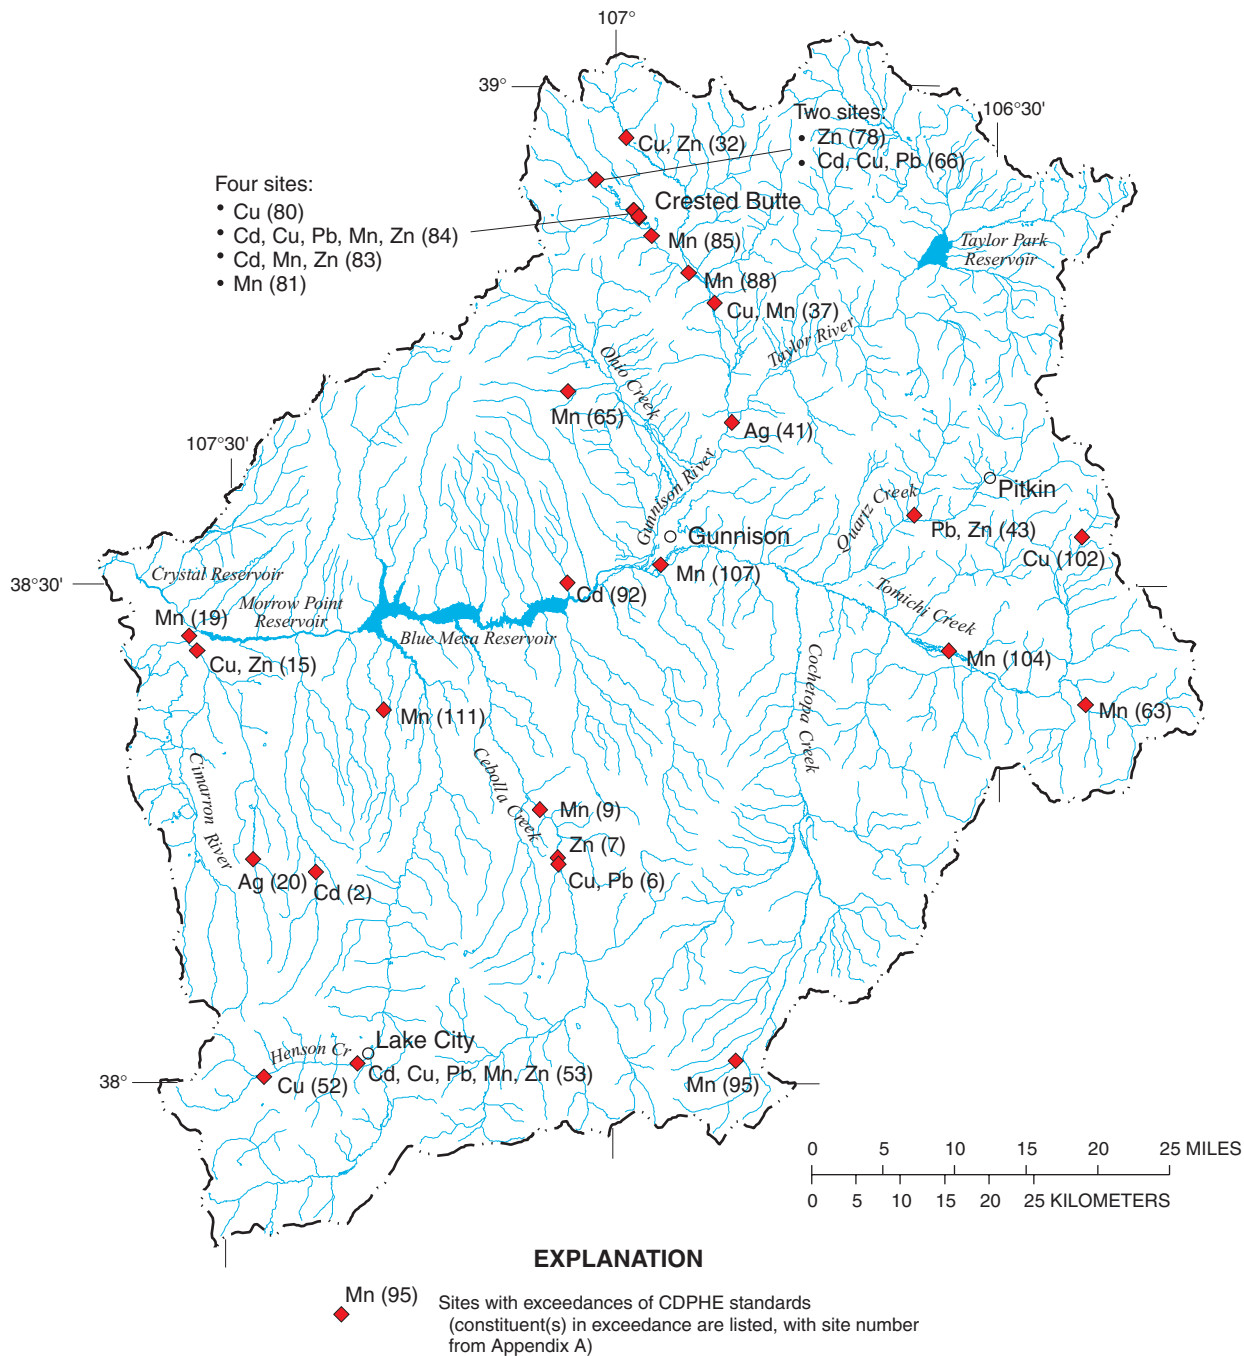 107°
39°
Two sites:
• Zn (78)
• Cd, Cu, Pb (66)
106°30'
Cu, Zn (32)
Four sites:
• Cu (80)
• Cd, Cu, Pb, Mn, Zn (84)
• Cd, Mn, Zn (83)
• Mn (81)
Crested Butte
Mn (85)
Taylor Park
Reservoir
Mn (88)
Cu, Mn (37)
Taylor River
Ohio Creek
Mn (65)
Ag (41)
107°30'
Gunnison River
Quartz Creek
Pitkin
Pb, Zn (43)
Gunnison
Cu (102)
Mn (107)
38°30'
Crystal Reservoir
Cd (92)
Morrow Point
Reservoir
Mn (19)
Blue Mesa Reservoir
Tomichi Creek
Cu, Zn (15)
Mn (104)
Cochetopa Creek
Mn (111)
Mn (63)
Cimarron River
Cebolla Creek
Mn (9)
Zn (7)
Cu, Pb (6)
Ag (20)
Cd (2)
Lake City
Henson Cr
Cd, Cu, Pb, Mn, Zn (53)
38°
Cu (52)
Mn (95)
0 5 10 15 20 25 MILES
0 5 10 15 20 25 KILOMETERS
EXPLANATION
Mn (95)
Sites with exceedances of CDPHE standards
(constituent(s) in exceedance are listed, with site number
from Appendix A)